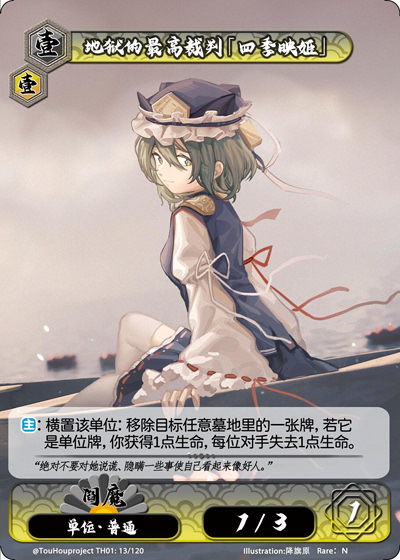 壹
地狱的最高裁判「四季映姬」
壹
主：横置该单位：移除目标任意墓地里的一张牌, 若它
是单位牌, 你获得1点生命, 每位对手失去1点生命。
“绝对不要对她说谎、隐瞒一些事使自己看起来像好人。”
阎魔
单位·普通
1 / 3
1
@TouHouproject TH01: 13/120
Illustration:降旗原 Rare：N